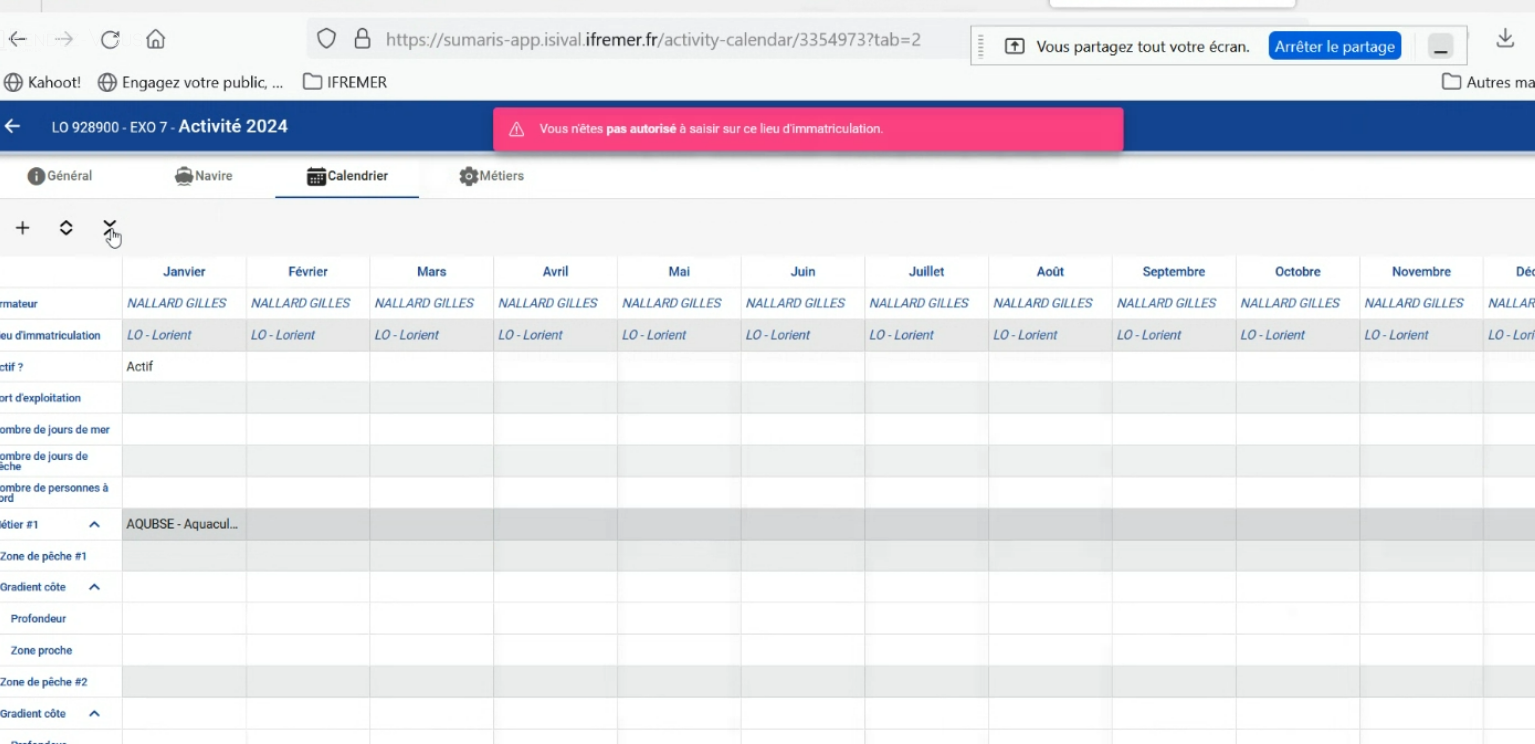 https://sumaris-app.isival.ifremer.fr/activity-calendar/3354973?tab=2
Vous partagez tout votre écran. Arrêter le partage
Kahoot! Engagez votre public, ... IFREMER Autres ma
LO 928900 - EXO 7 - Activité 2024
Vous n'êtes pas autorisé à saisir sur ce lieu d'immatriculation.
Général Navire Calendrier Métiers
Janvier Février Mars Avril Mai Juin Juillet Août Septembre Octobre Novembre Déc
rmateur NALLARD GILLES NALLARD GILLES NALLARD GILLES NALLARD GILLES NALLARD GILLES NALLARD GILLES NALLARD GILLES NALLARD GILLES NALLARD GILLES NALLARD GILLES NALLARD GILLES NALLAR
eu d'immatriculation LO - Lorient LO - Lorient LO - Lorient LO - Lorient LO - Lorient LO - Lorient LO - Lorient LO - Lorient LO - Lorient LO - Lorient LO - Lorient LO - Lori
ctif ? Actif
ort d'exploitation
ombre de jours de mer
ombre de jours de
êche
ombre de personnes à
ord
étier #1 AQUBSE - Aquacul...
Zone de pêche #1
Gradient côte
Profondeur
Zone proche
Zone de pêche #2
Gradient côte
Profondeur